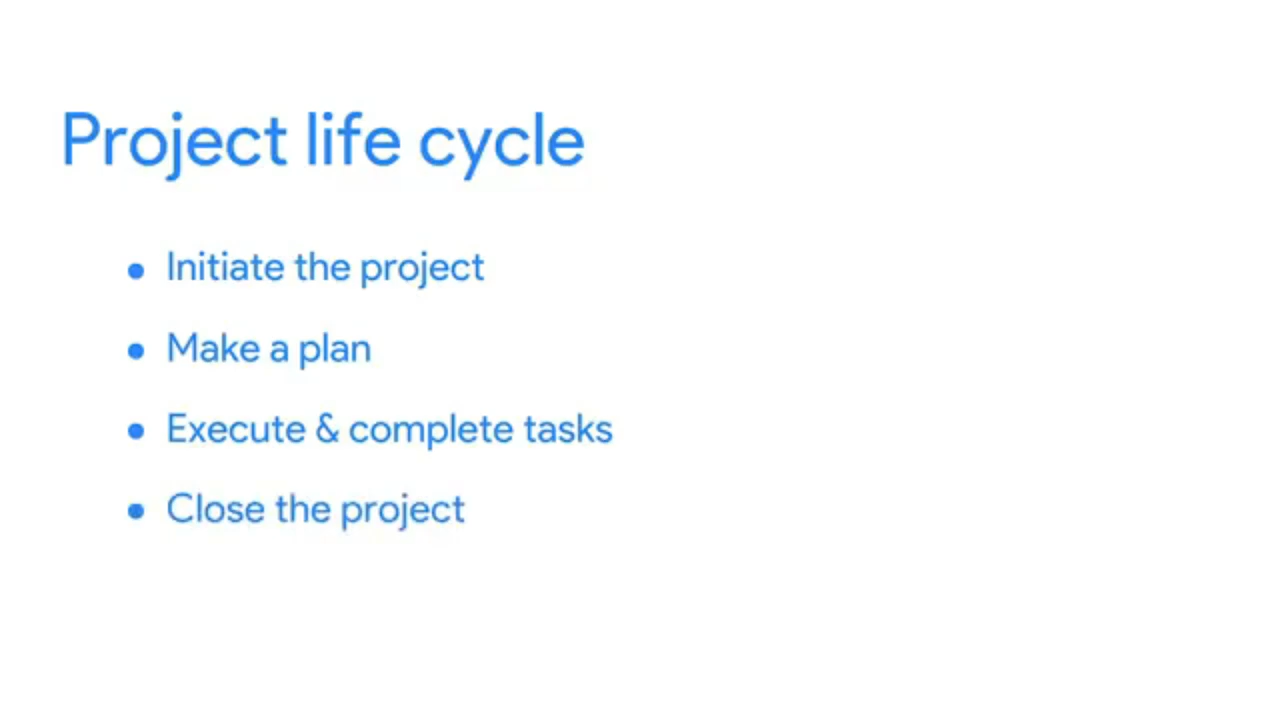 Project life cycle
• Initiate the project
• Make a plan
• Execute & complete tasks
• Close the project